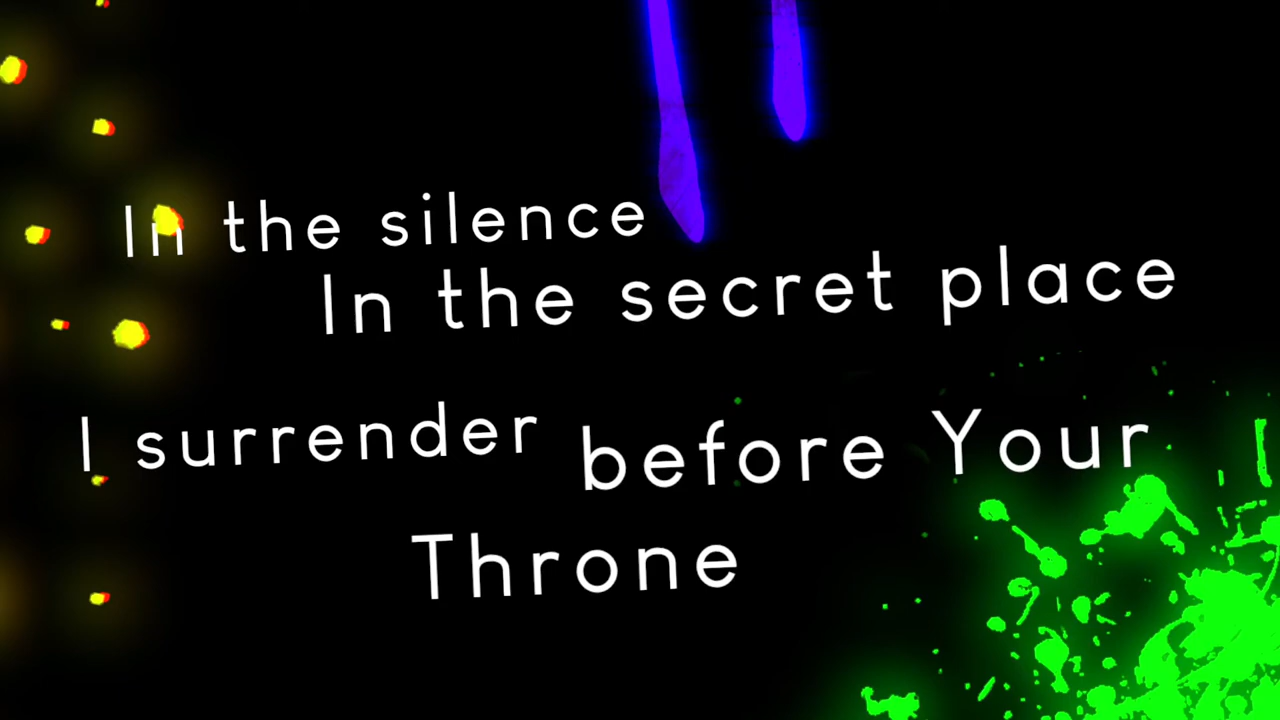 In the silence
In the secret place
I surrender before Your
Throne